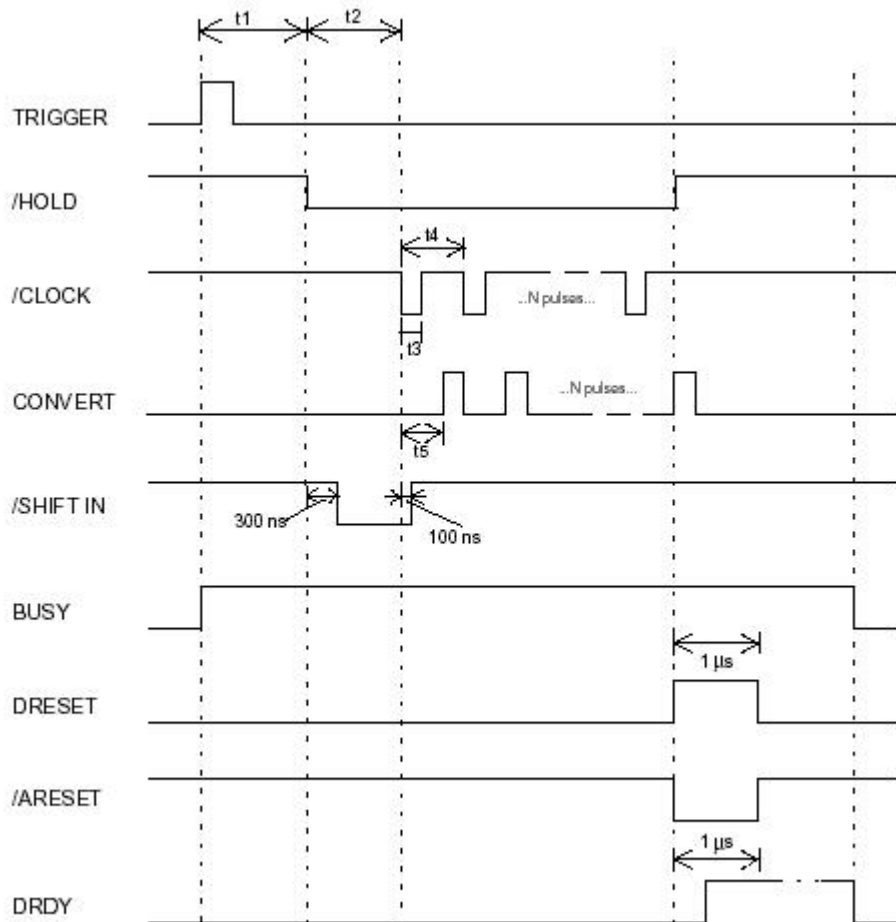 t1 t2
TRIGGER
/HOLD
t4
/CLOCK
...N pulses...
t3
CONVERT
...N pulses...
t5
/SHIFT IN
300 ns
100 ns
BUSY
1 μs
DRESET
/ARESET
1 μs
DRDY